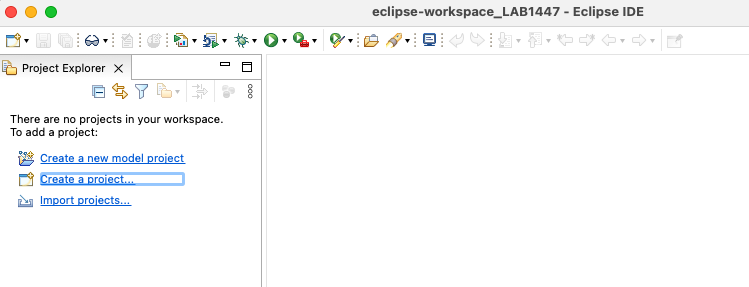 eclipse-workspace_LAB1447 - Eclipse IDE
Project Explorer
There are no projects in your workspace.
To add a project:
Create a new model project
Create a project...
Import projects...